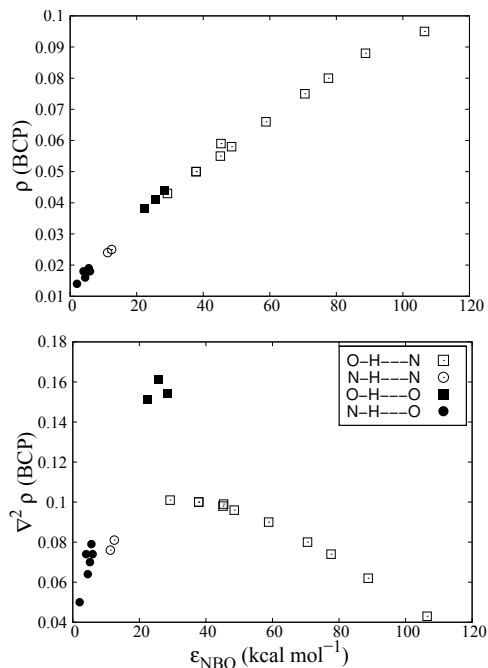 0.1
0.09
0.08
0.07
0.06
0.05
0.04
0.03
0.02
0.01
ρ (BCP)
0 20 40 60 80 100 120
0.18
0.16
0.14
0.12
0.1
0.08
0.06
0.04
∇² ρ (BCP)
O–H−−−N
N–H−−−N
O–H−−−O
N–H−−−O
0 20 40 60 80 100 120
ε_NBO (kcal mol⁻¹)